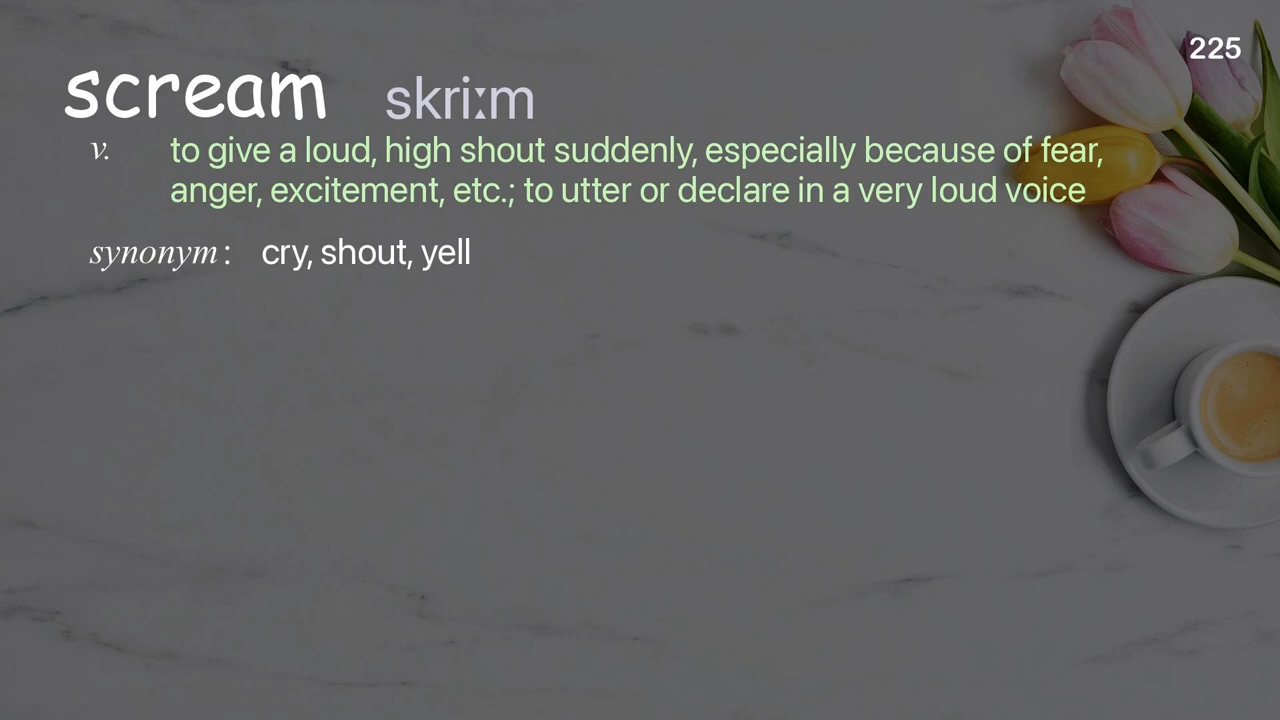 225
scream skriːm
v. to give a loud, high shout suddenly, especially because of fear,
anger, excitement, etc.; to utter or declare in a very loud voice
synonym : cry, shout, yell